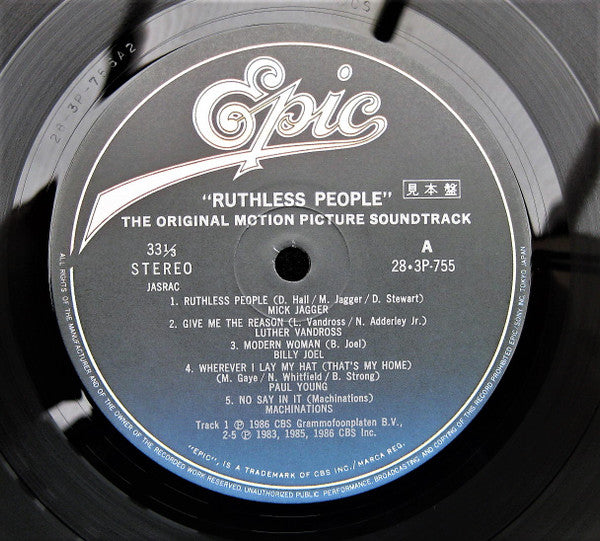 28-3P-755A2
Epic
"RUTHLESS PEOPLE" 見本盤
THE ORIGINAL MOTION PICTURE SOUNDTRACK
33⅓
STEREO
JASRAC
A
28・3P-755
1. RUTHLESS PEOPLE (D. Hall/M. Jagger/D. Stewart)
MICK JAGGER
2. GIVE ME THE REASON (L. Vandross/N. Adderley Jr.)
LUTHER VANDROSS
3. MODERN WOMAN (B. Joel)
BILLY JOEL
4. WHEREVER I LAY MY HAT (THAT'S MY HOME)
(M. Gaye/N. Whitfield/B. Strong)
PAUL YOUNG
5. NO SAY IN IT (Machinations)
MACHINATIONS
Track 1 ℗ 1986 CBS Grammofoonplaten B.V.,
2-5 ℗ 1983, 1985, 1986 CBS Inc.
"EPIC", IS A TRADEMARK OF CBS INC./MARCA REG.
ALL RIGHTS OF THE MANUFACTURER AND OF THE OWNER OF THE RECORDED WORK RESERVED. UNAUTHORIZED PUBLIC PERFORMANCE, BROADCASTING AND COPYING OF THIS RECORD PROHIBITED EPIC/SONY INC. TOKYO JAPAN